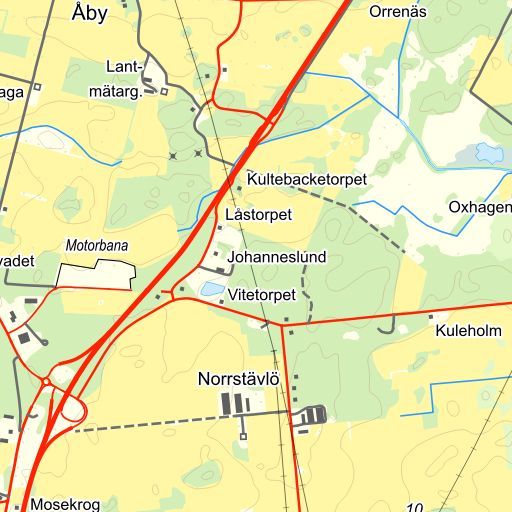 Åby
Orrenäs
Lant-
mätarg.
aga
Kultebacketorpet
Oxhagen
Låstorpet
Motorbana
Johanneslund
vadet
Vitetorpet
Kuleholm
Norrstävlö
Mosekrog
10